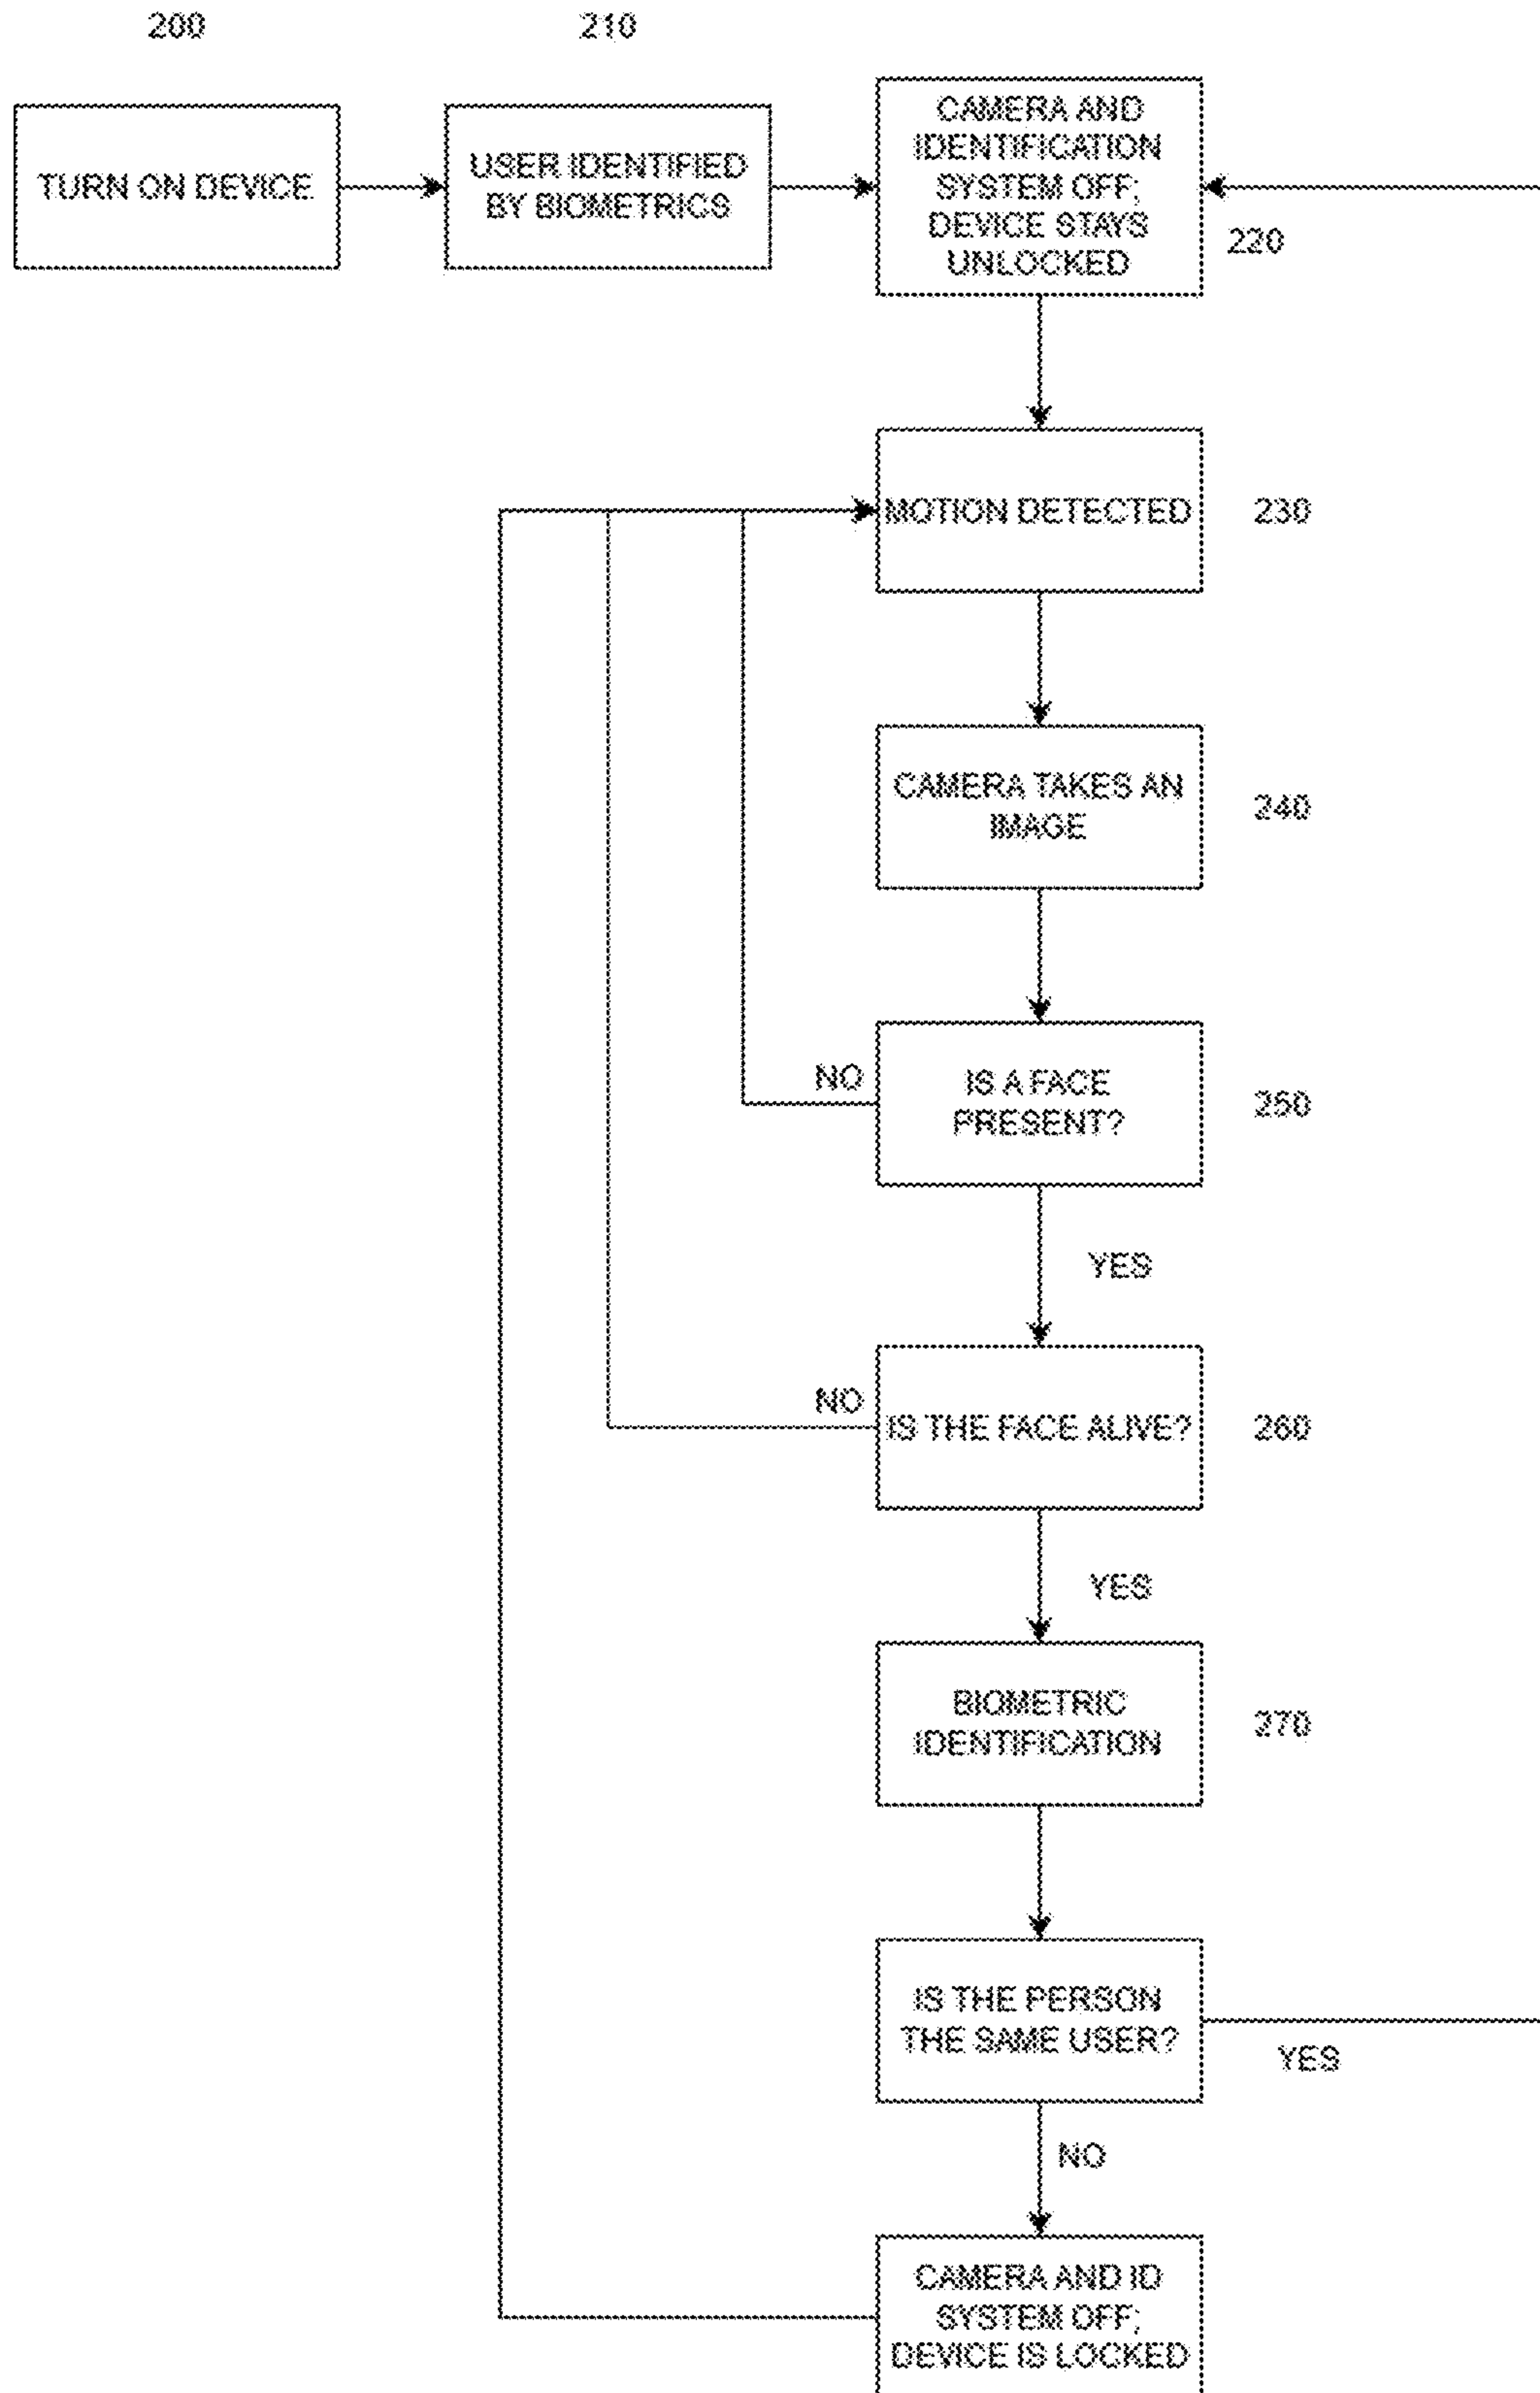 200
210
TURN ON DEVICE
USER IDENTIFIED
BY BIOMETRICS
CAMERA AND
IDENTIFICATION
SYSTEM OFF;
DEVICE STAYS
UNLOCKED
220
MOTION DETECTED
230
CAMERA TAKES AN
IMAGE
240
NO
IS A FACE
PRESENT?
250
YES
NO
IS THE FACE ALIVE?
260
YES
BIOMETRIC
IDENTIFICATION
270
IS THE PERSON
THE SAME USER?
YES
NO
CAMERA AND ID
SYSTEM OFF;
DEVICE IS LOCKED